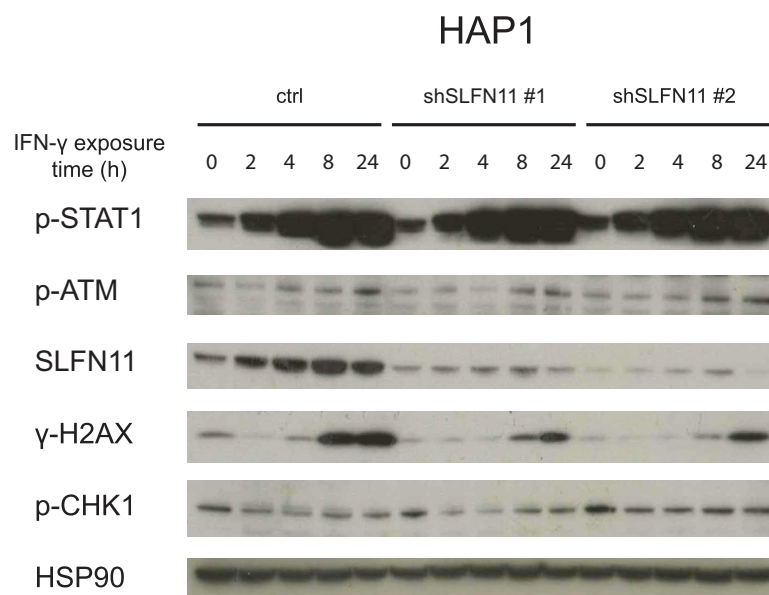 HAP1
ctrl shSLFN11 #1 shSLFN11 #2
IFN-γ exposure
time (h)
0 2 4 8 24 0 2 4 8 24 0 2 4 8 24
p-STAT1
p-ATM
SLFN11
γ-H2AX
p-CHK1
HSP90